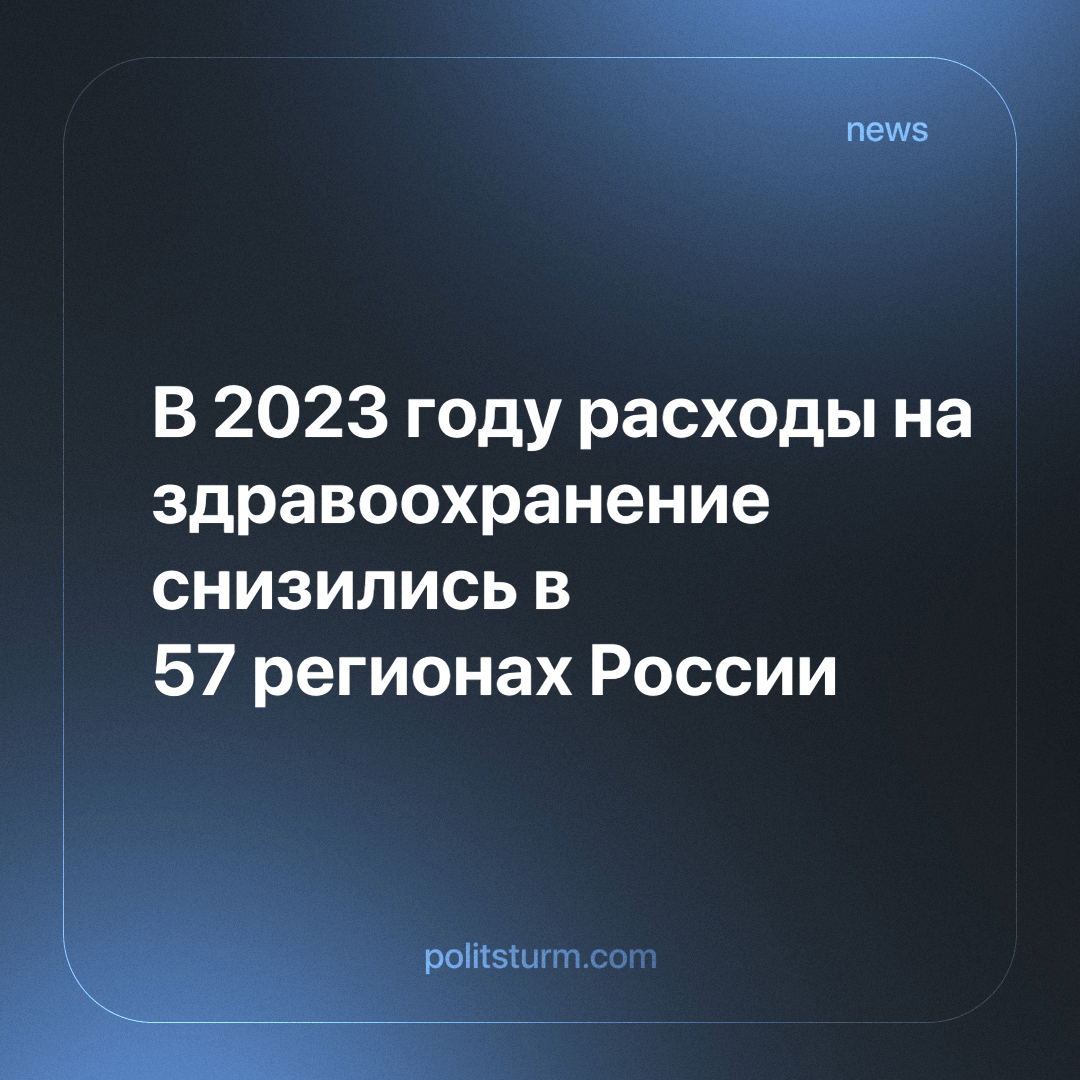 news
В 2023 году расходы на
здравоохранение
снизились в
57 регионах России
politsturm.com